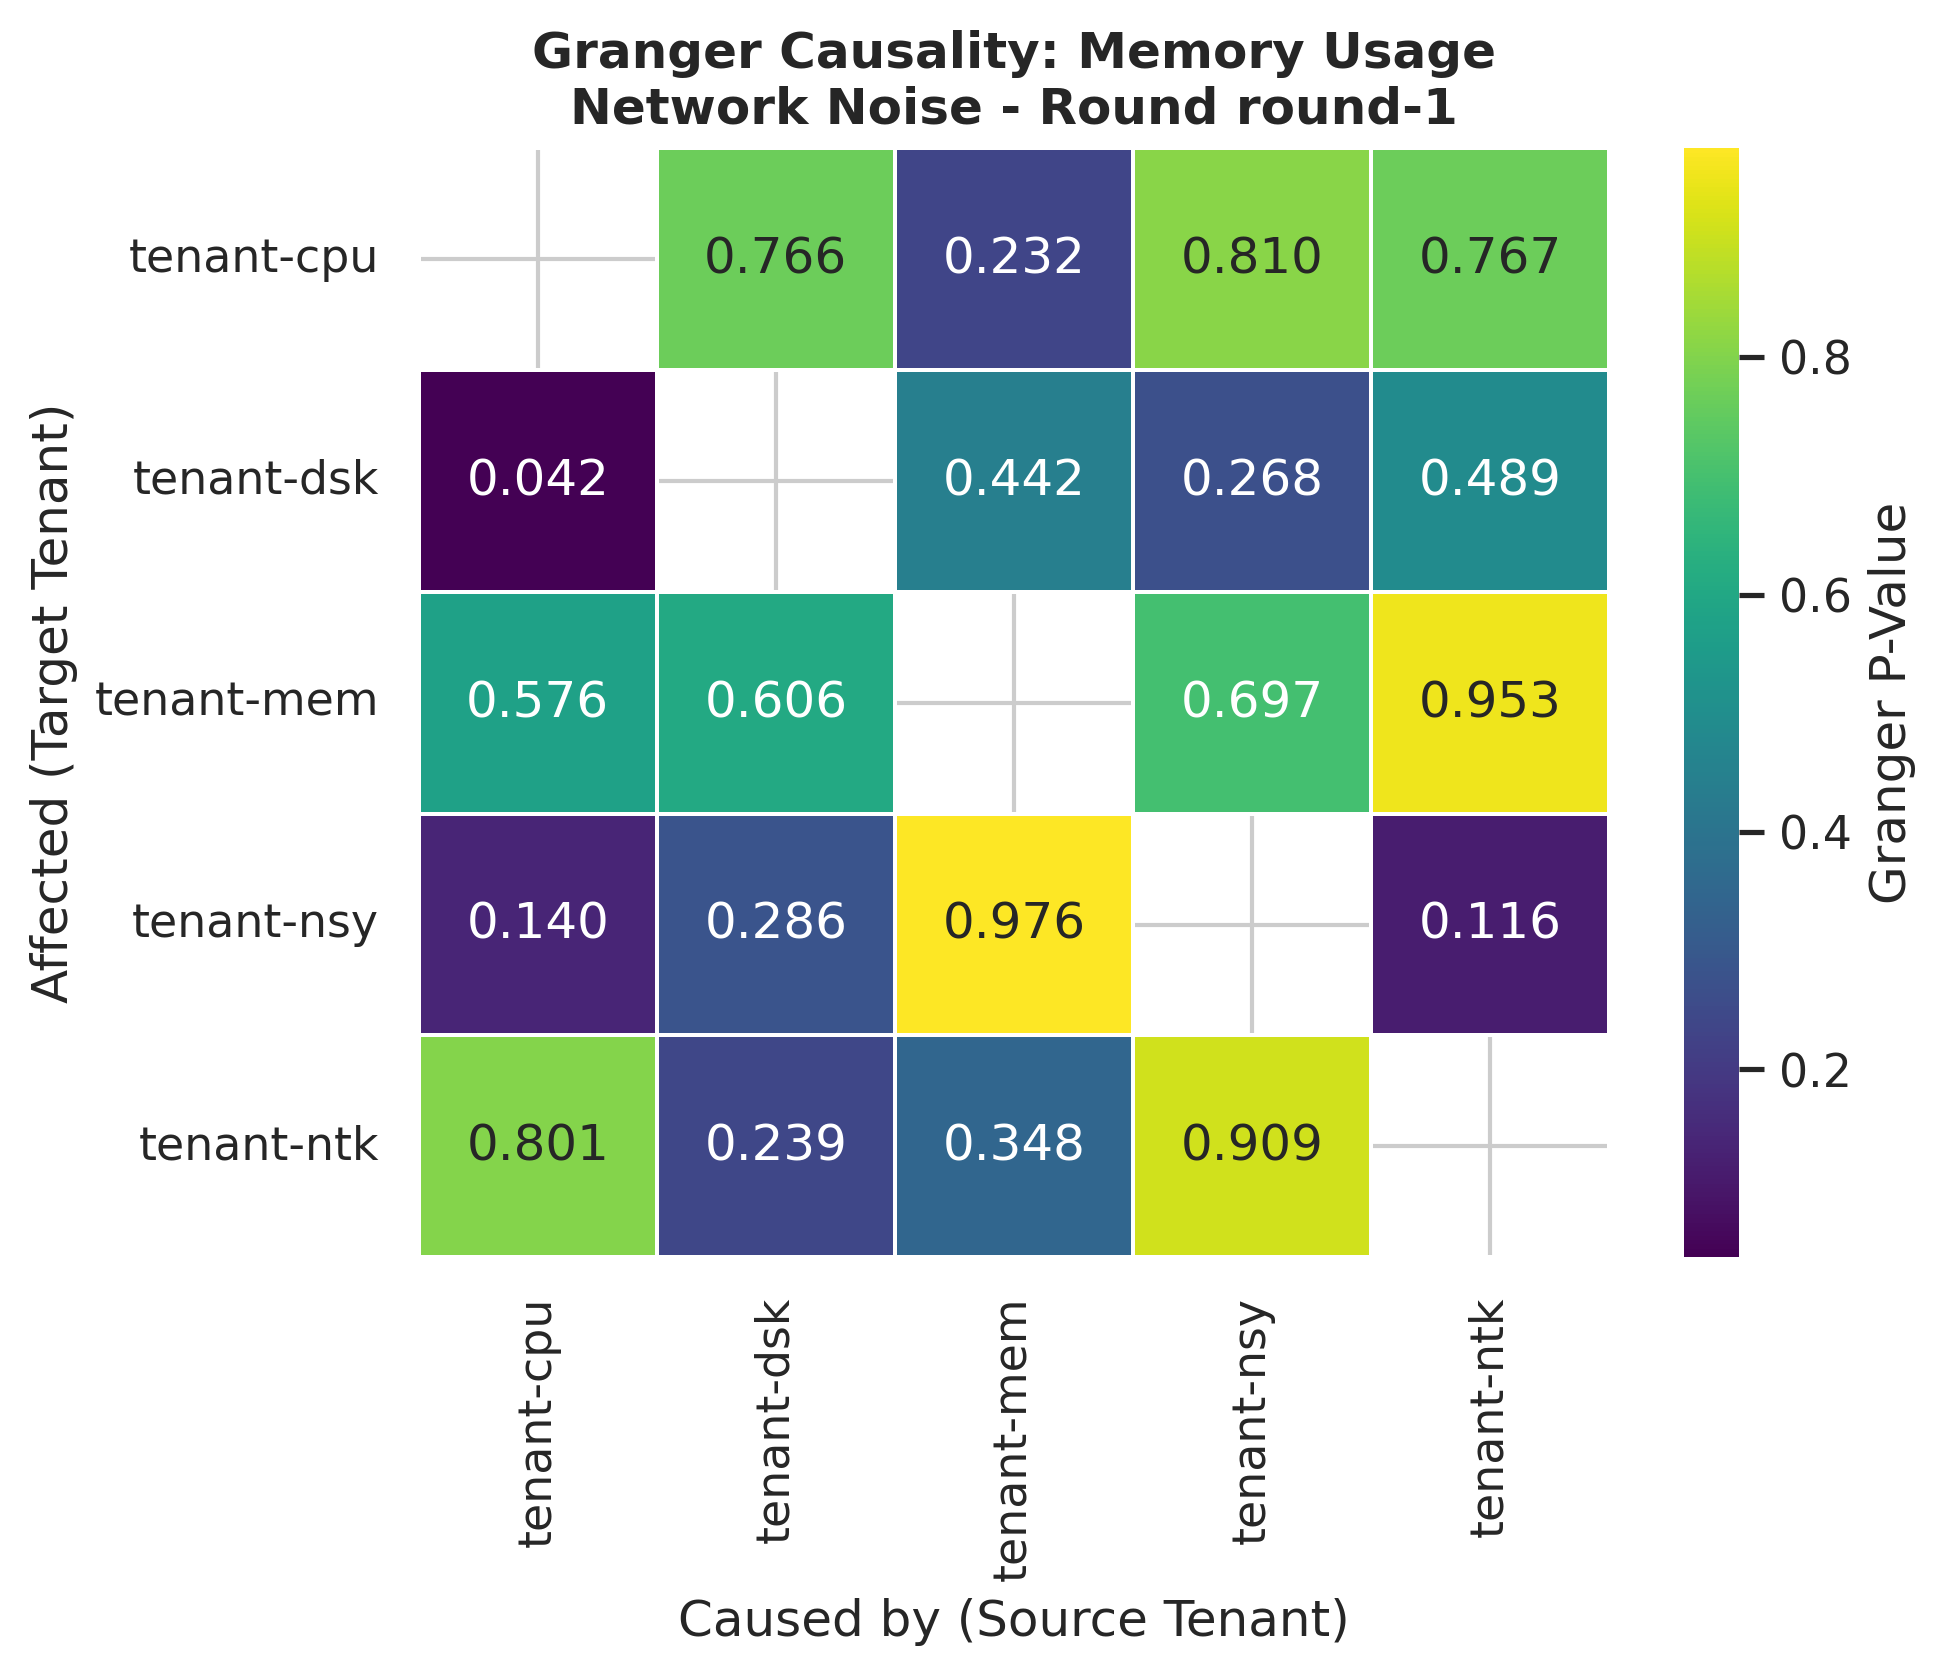 Granger Causality: Memory Usage
Network Noise - Round round-1
tenant-cpu
0.766
0.232
0.810
0.767
tenant-dsk
0.042
0.442
0.268
0.489
tenant-mem
0.576
0.606
0.697
0.953
tenant-nsy
0.140
0.286
0.976
0.116
tenant-ntk
0.801
0.239
0.348
0.909
Affected (Target Tenant)
tenant-cpu
tenant-dsk
tenant-mem
tenant-nsy
tenant-ntk
Caused by (Source Tenant)
0.8
0.6
0.4
0.2
Granger P-Value